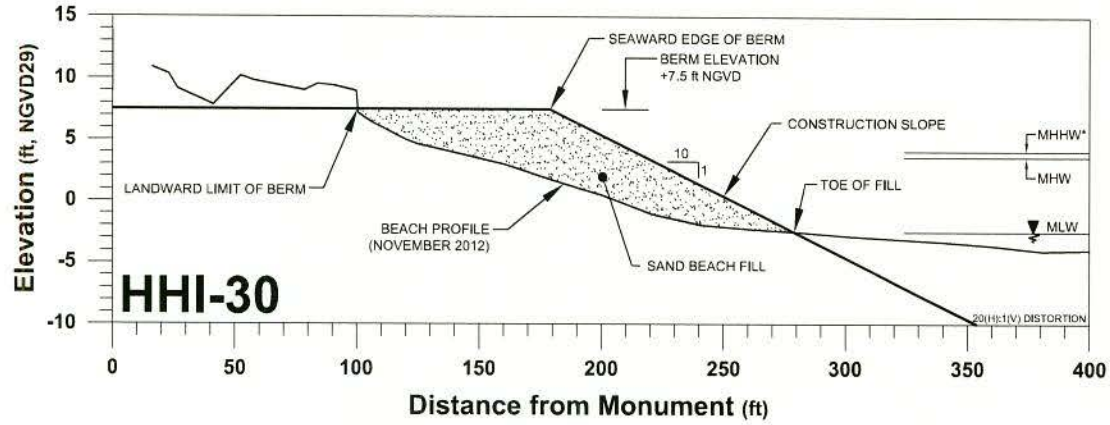 15
10
5
0
-5
-10
Elevation (ft, NGVD29)
SEAWARD EDGE OF BERM
BERM ELEVATION
+7.5 ft NGVD
CONSTRUCTION SLOPE
10
1
MHHW*
MHW
LANDWARD LIMIT OF BERM
TOE OF FILL
BEACH PROFILE
(NOVEMBER 2012)
MLW
SAND BEACH FILL
HHI-30
20(H):1(V) DISTORTION
0
50
100
150
200
250
300
350
400
Distance from Monument (ft)